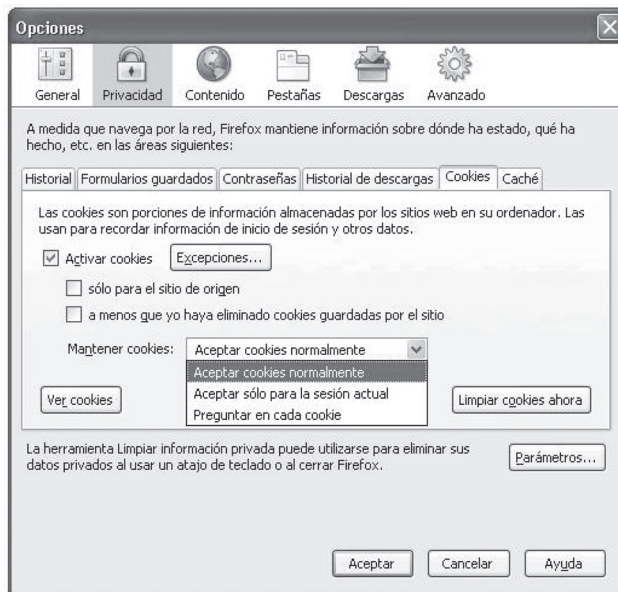 Opciones
General Privacidad Contenido Pestañas Descargas Avanzado
A medida que navega por la red, Firefox mantiene información sobre dónde ha estado, qué ha
hecho, etc. en las áreas siguientes:
Historial Formularios guardados Contraseñas Historial de descargas Cookies Caché
Las cookies son porciones de información almacenadas por los sitios web en su ordenador. Las
usan para recordar información de inicio de sesión y otros datos.
Activar cookies Excepciones...
sólo para el sitio de origen
a menos que yo haya eliminado cookies guardadas por el sitio
Mantener cookies: Aceptar cookies normalmente
Aceptar cookies normalmente
Aceptar sólo para la sesión actual
Preguntar en cada cookie
Ver cookies Limpiar cookies ahora
La herramienta Limpiar información privada puede utilizarse para eliminar sus
datos privados al usar un atajo de teclado o al cerrar Firefox.
Parámetros...
Aceptar Cancelar Ayuda